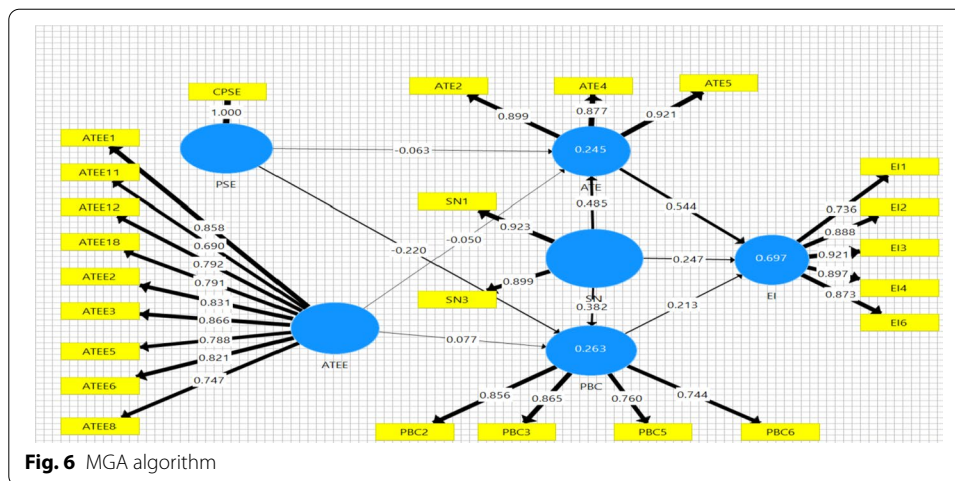 CPSE
1.000
PSE
ATEE1
ATEE11
ATEE12
ATEE18
ATEE2
ATEE3
ATEE5
ATEE6
ATEE8
0.858
0.690
0.792
0.791
0.831
0.866
0.788
0.821
0.747
ATEE
-0.063
-0.050
-0.220
0.077
ATE2
ATE4
ATE5
0.899
0.877
0.921
0.245
ATE
0.485
SN1
0.923
SN3
0.899
SN
0.382
0.544
0.247
0.213
0.263
PBC
0.856
0.865
0.760
0.744
PBC2
PBC3
PBC5
PBC6
0.697
EI
0.736
0.888
0.921
0.897
0.873
EI1
EI2
EI3
EI4
EI6
Fig. 6 MGA algorithm